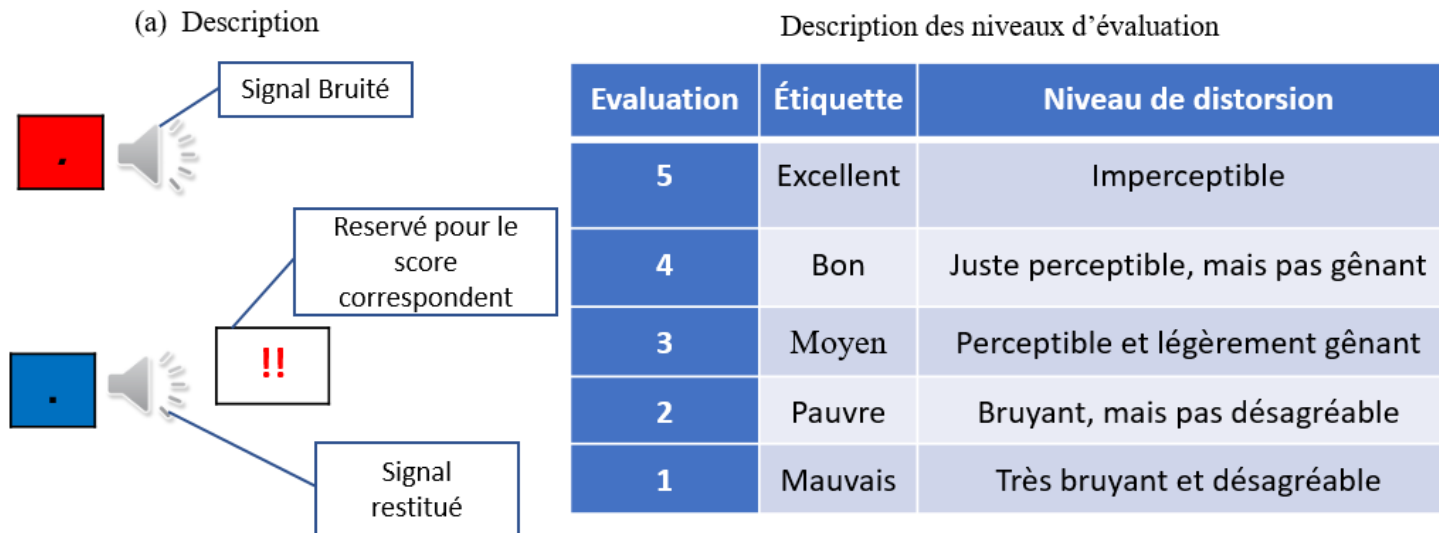 (a) Description
Signal Bruité
.
Reservé pour le
score
correspondent
!!
.
Signal
restitué
Description des niveaux d’évaluation
Evaluation Étiquette Niveau de distorsion
5 Excellent Imperceptible
4 Bon Juste perceptible, mais pas gênant
3 Moyen Perceptible et légèrement gênant
2 Pauvre Bruyant, mais pas désagréable
1 Mauvais Très bruyant et désagréable